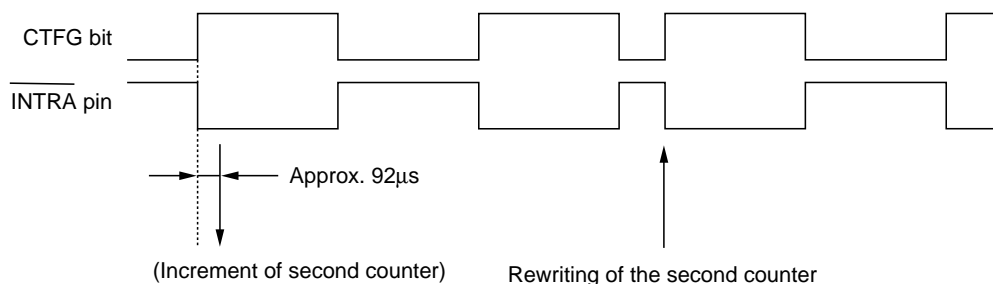 CTFG bit
INTRA pin
Approx. 92μs
(Increment of second counter)
Rewriting of the second counter